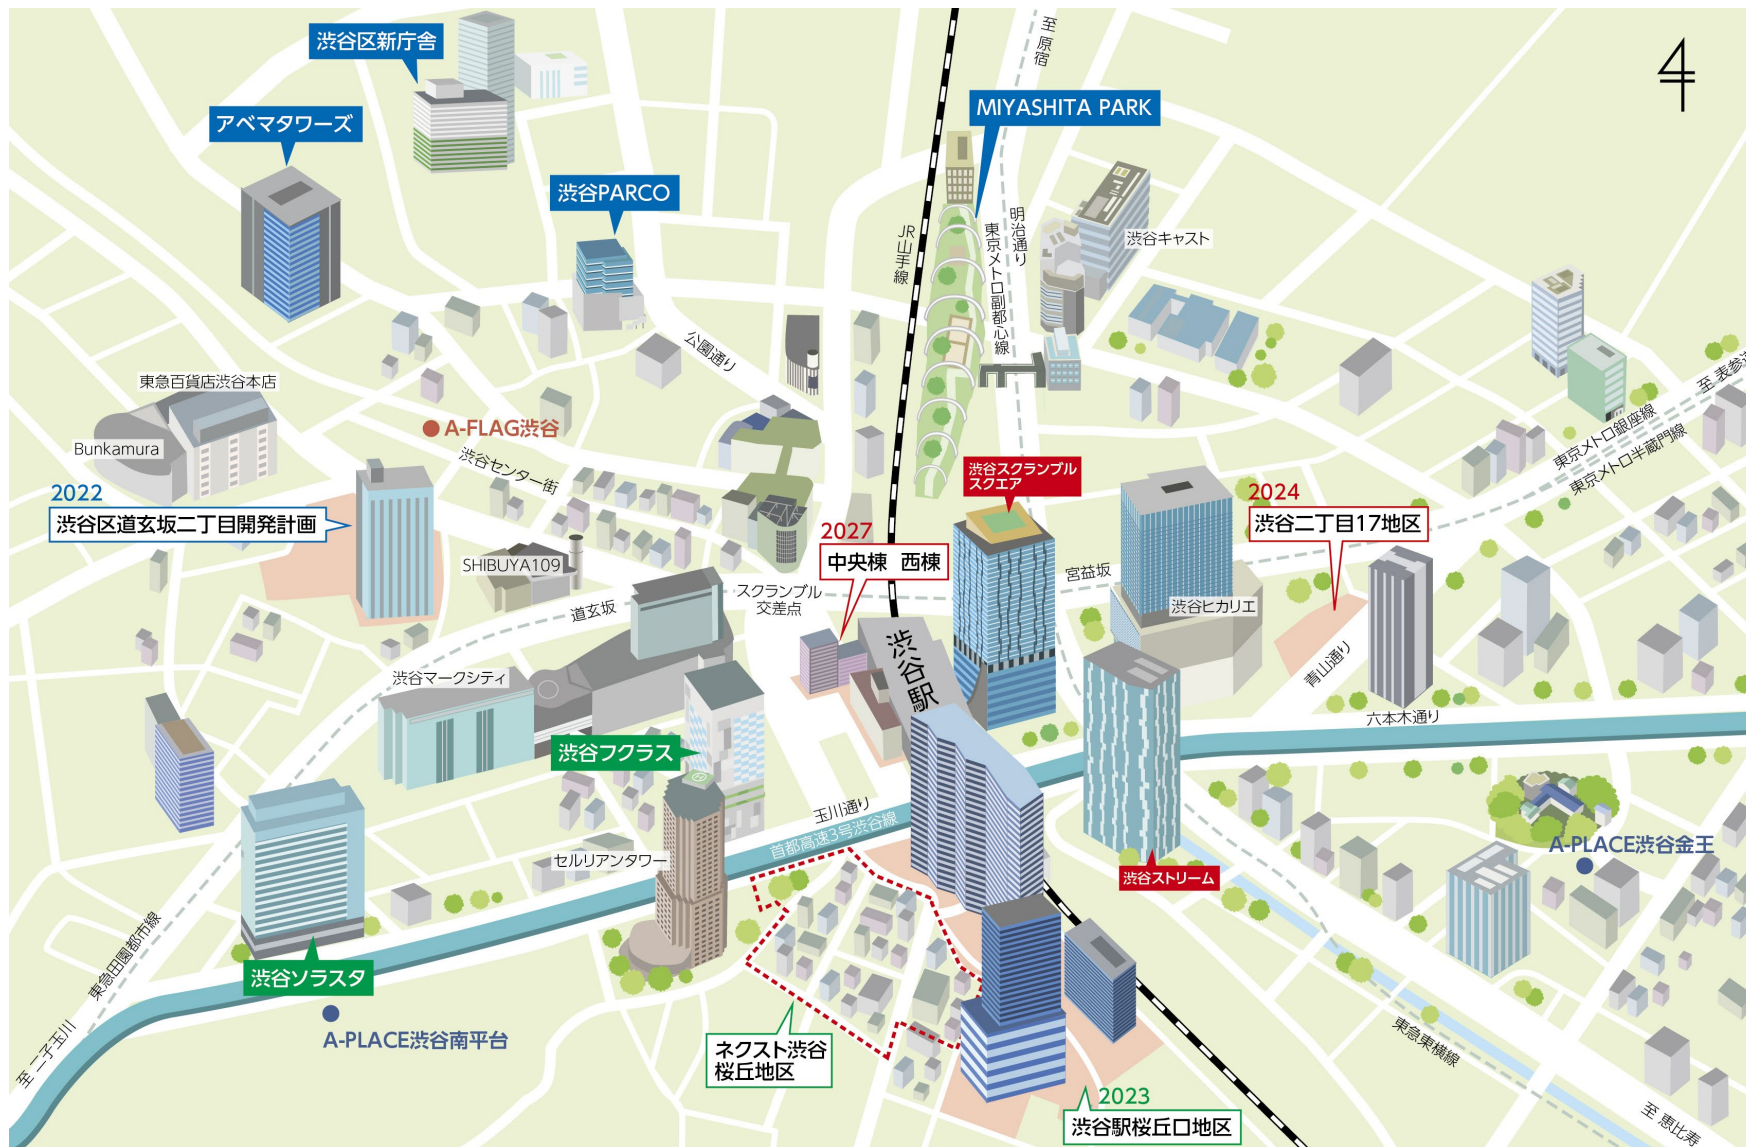 至 原宿
渋谷区新庁舎
アベマタワーズ
MIYASHITA PARK
渋谷PARCO
JR山手線
明治通り
東京メトロ副都心線
渋谷キャスト
公園通り
東急百貨店渋谷本店
Bunkamura
A-FLAG渋谷
渋谷センター街
至 表参道
東京メトロ銀座線
東京メトロ半蔵門線
2022
渋谷区道玄坂二丁目開発計画
渋谷スクランブル
スクエア
2024
渋谷二丁目17地区
2027
中央棟 西棟
SHIBUYA109
スクランブル
交差点
道玄坂
宮益坂
渋谷ヒカリエ
渋谷駅
青山通り
渋谷マークシティ
六本木通り
渋谷フクラス
玉川通り
首都高速3号渋谷線
セルリアンタワー
渋谷ストリーム
A-PLACE渋谷金王
渋谷ソラスタ
東急田園都市線
A-PLACE渋谷南平台
至 二子玉川
ネクスト渋谷
桜丘地区
東急東横線
2023
渋谷駅桜丘口地区
至 恵比寿